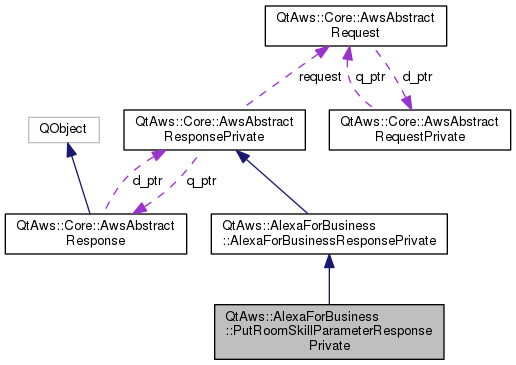 QtAws::Core::AwsAbstract
Request
request
q_ptr
d_ptr
QObject
QtAws::Core::AwsAbstract
ResponsePrivate
QtAws::Core::AwsAbstract
RequestPrivate
d_ptr
q_ptr
QtAws::Core::AwsAbstract
Response
QtAws::AlexaForBusiness
::AlexaForBusinessResponsePrivate
QtAws::AlexaForBusiness
::PutRoomSkillParameterResponse
Private